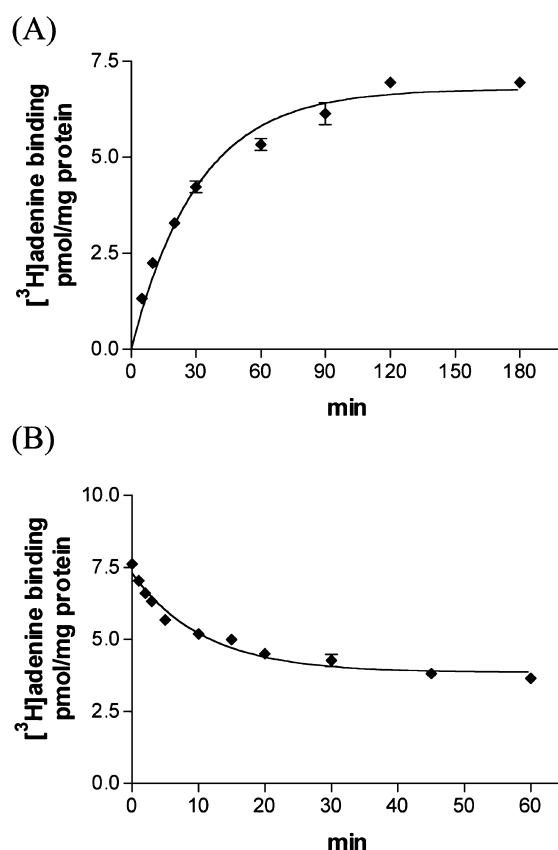 (A)
[³H]adenine binding
pmol/mg protein
7.5
5.0
2.5
0.0
0 30 60 90 120 150 180
min
(B)
[³H]adenine binding
pmol/mg protein
10.0
7.5
5.0
2.5
0.0
0 10 20 30 40 50 60
min